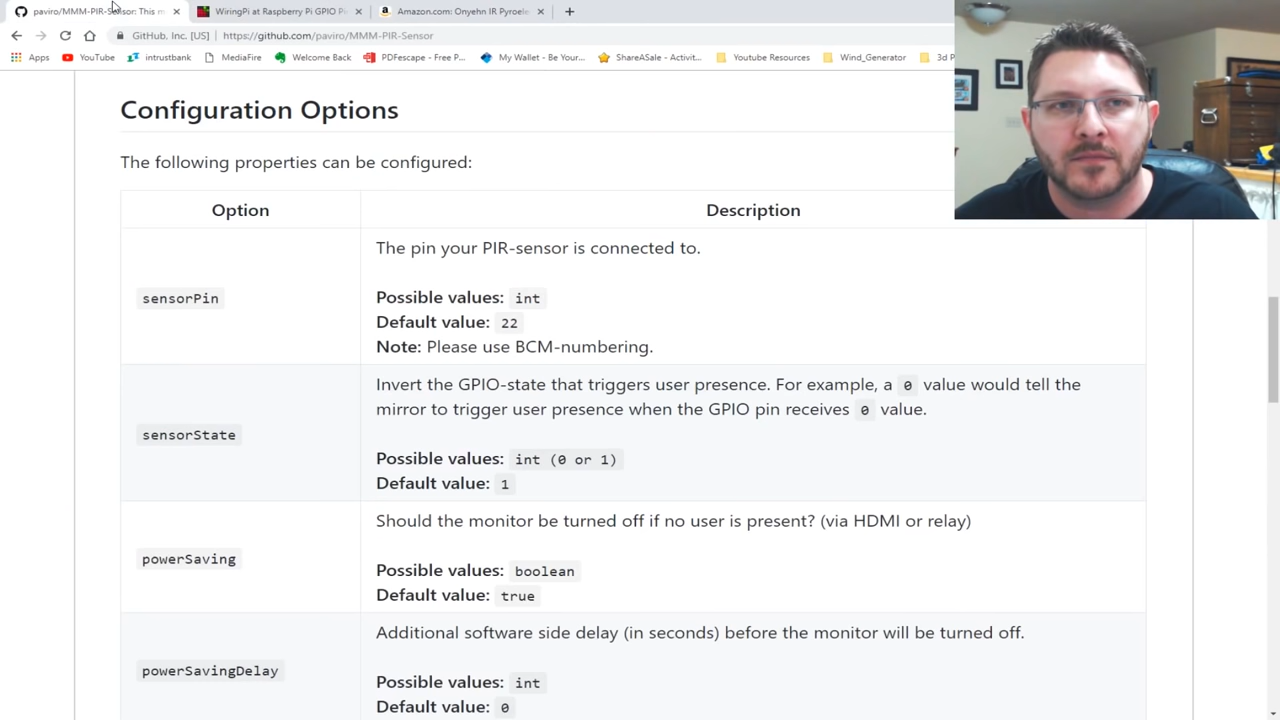 paviro/MMM-PIR-Sensor: This m
WiringPi at Raspberry Pi GPIO Pi
Amazon.com: Onyehn IR Pyroele
GitHub, Inc. [US]
https://github.com/paviro/MMM-PIR-Sensor
Apps
YouTube
intrustbank
MediaFire
Welcome Back
PDFescape - Free P...
My Wallet - Be Your...
ShareASale - Activit...
Youtube Resources
Wind_Generator
3d P
Configuration Options
The following properties can be configured:
Option
Description
sensorPin
The pin your PIR-sensor is connected to.
Possible values: int
Default value: 22
Note: Please use BCM-numbering.
sensorState
Invert the GPIO-state that triggers user presence. For example, a 0 value would tell the
mirror to trigger user presence when the GPIO pin receives 0 value.
Possible values: int (0 or 1)
Default value: 1
powerSaving
Should the monitor be turned off if no user is present? (via HDMI or relay)
Possible values: boolean
Default value: true
powerSavingDelay
Additional software side delay (in seconds) before the monitor will be turned off.
Possible values: int
Default value: 0